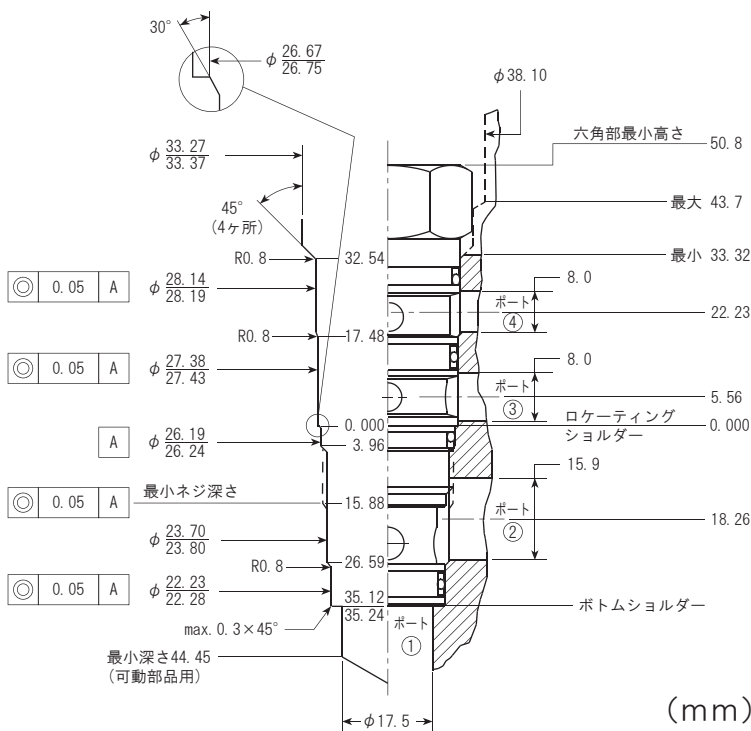 30°
φ 26.67
26.75
φ38.10
六角部最小高さ
50.8
φ 33.27
33.37
最大 43.7
45°
(4ヶ所)
R0.8
32.54
最小 33.32
◎ 0.05 A
φ 28.14
28.19
8.0
ポート
④
22.23
R0.8
17.48
◎ 0.05 A
φ 27.38
27.43
8.0
ポート
③
5.56
0.000
ロケーティング
ショルダー
0.000
A
φ 26.19
26.24
3.96
15.9
◎ 0.05 A
最小ネジ深さ
15.88
ポート
②
18.26
φ 23.70
23.80
R0.8
26.59
◎ 0.05 A
φ 22.23
22.28
35.12
35.24
ボトムショルダー
max.0.3×45°
ポート
①
最小深さ44.45
(可動部品用)
φ17.5
(mm)